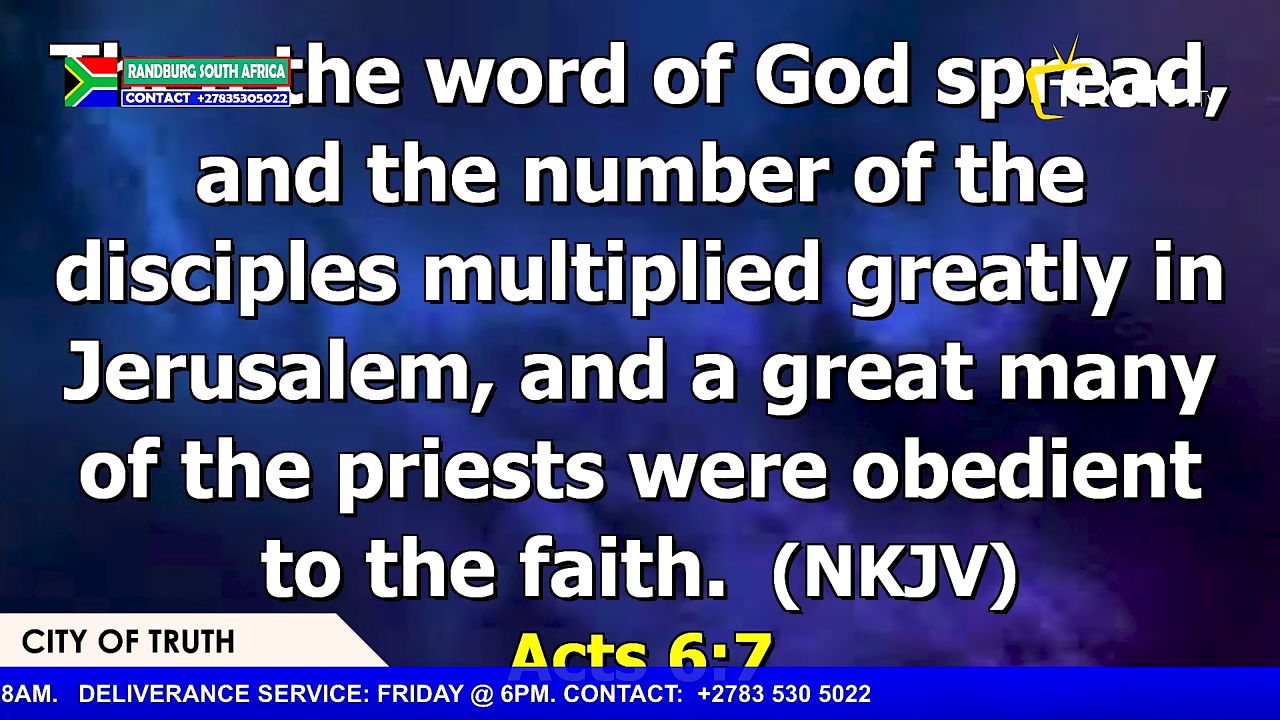 the word of God spread,
RANDBURG SOUTH AFRICA
CONTACT +27835305022
TRUTH
and the number of the
disciples multiplied greatly in
Jerusalem, and a great many
of the priests were obedient
to the faith. (NKJV)
Acts 6:7
CITY OF TRUTH
8AM. DELIVERANCE SERVICE: FRIDAY @ 6PM. CONTACT: +2783 530 5022